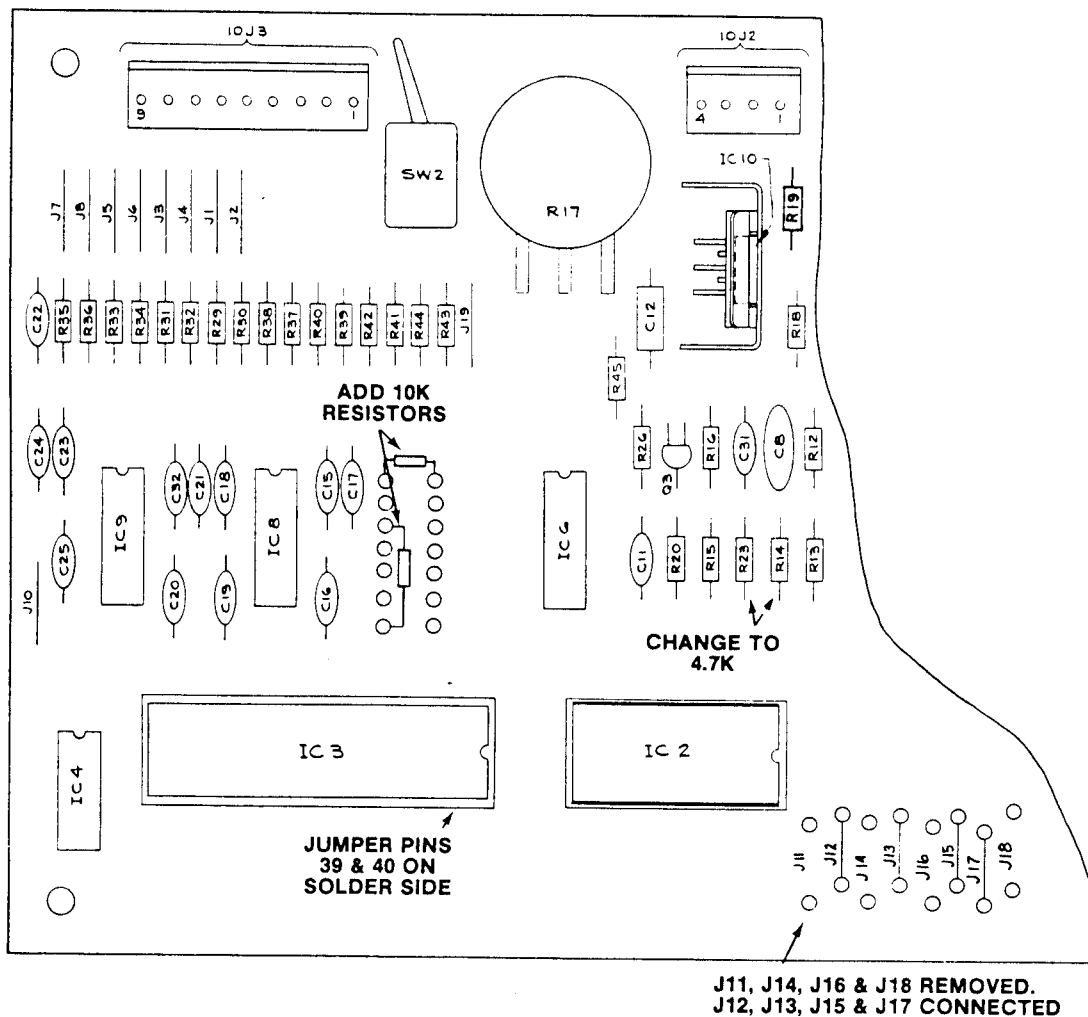 10J3
10J2
9
1
4
1
SW2
R17
IC10
R19
J7
J8
J5
J6
J3
J4
J1
J2
C22
R35
R36
R33
R34
R31
R32
R29
R30
R38
R37
R40
R39
R42
R41
R44
R43
J19
C12
R18
R45
ADD 10K
RESISTORS
C24
C23
C32
C21
C18
C15
C17
R26
Q3
R16
C31
C8
R12
IC9
IC8
IC6
C25
C20
C19
C16
C11
R20
R15
R23
R14
R13
J10
CHANGE TO
4.7K
IC4
IC3
IC2
JUMPER PINS
39 & 40 ON
SOLDER SIDE
J11
J12
J14
J13
J16
J15
J17
J18
J11, J14, J16 & J18 REMOVED.
J12, J13, J15 & J17 CONNECTED